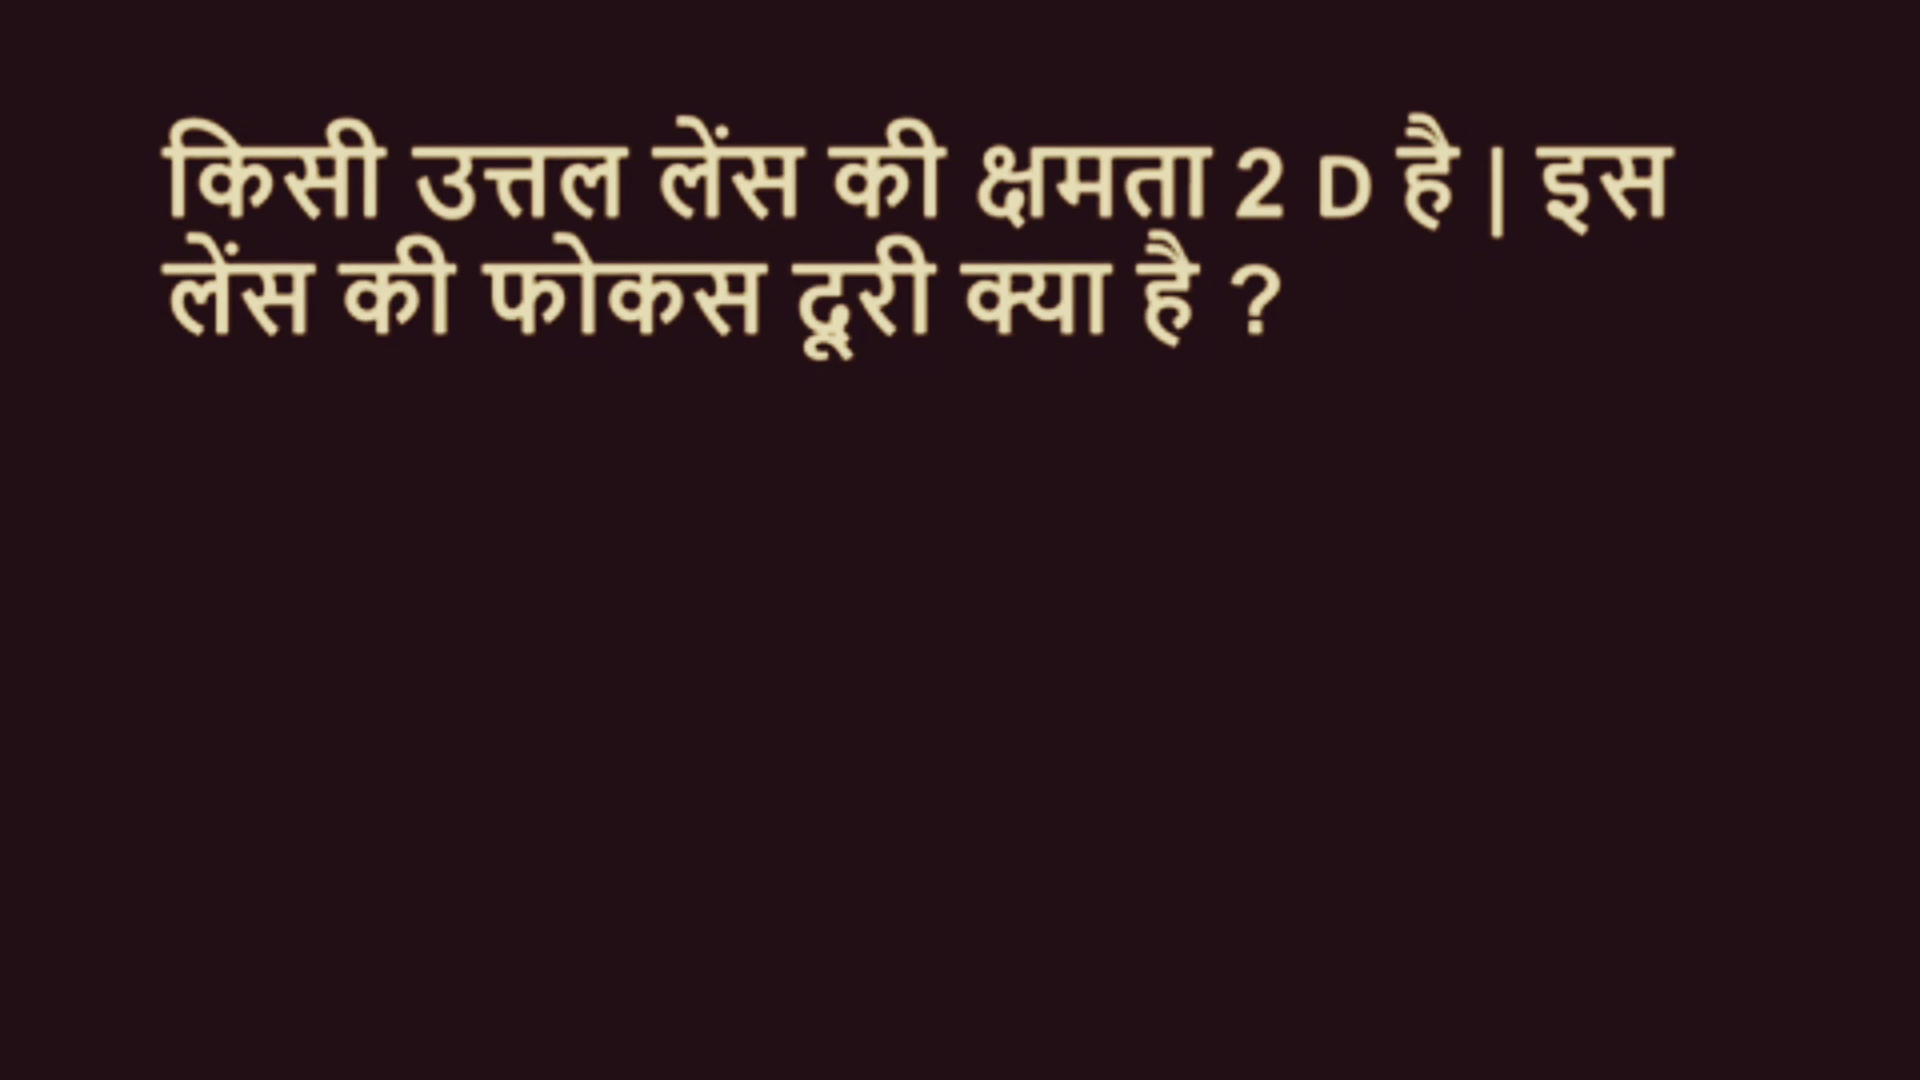 किसी उत्तल लेंस की क्षमता 2 D है | इस
लेंस की फोकस दूरी क्या है ?